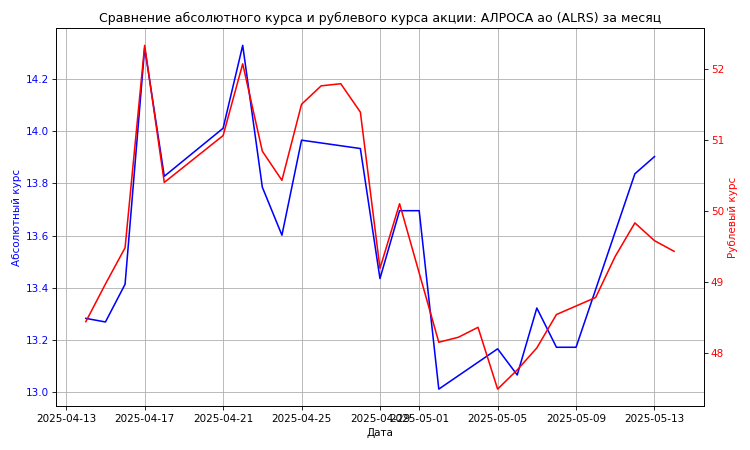 Сравнение абсолютного курса и рублевого курса акции: АЛРОСА ао (ALRS) за месяц
14.2
14.0
13.8
13.6
13.4
13.2
13.0
Абсолютный курс
52
51
50
49
48
Рублевый курс
2025-04-13 2025-04-17 2025-04-21 2025-04-25 2025-04-29 2025-05-01 2025-05-05 2025-05-09 2025-05-13
Дата